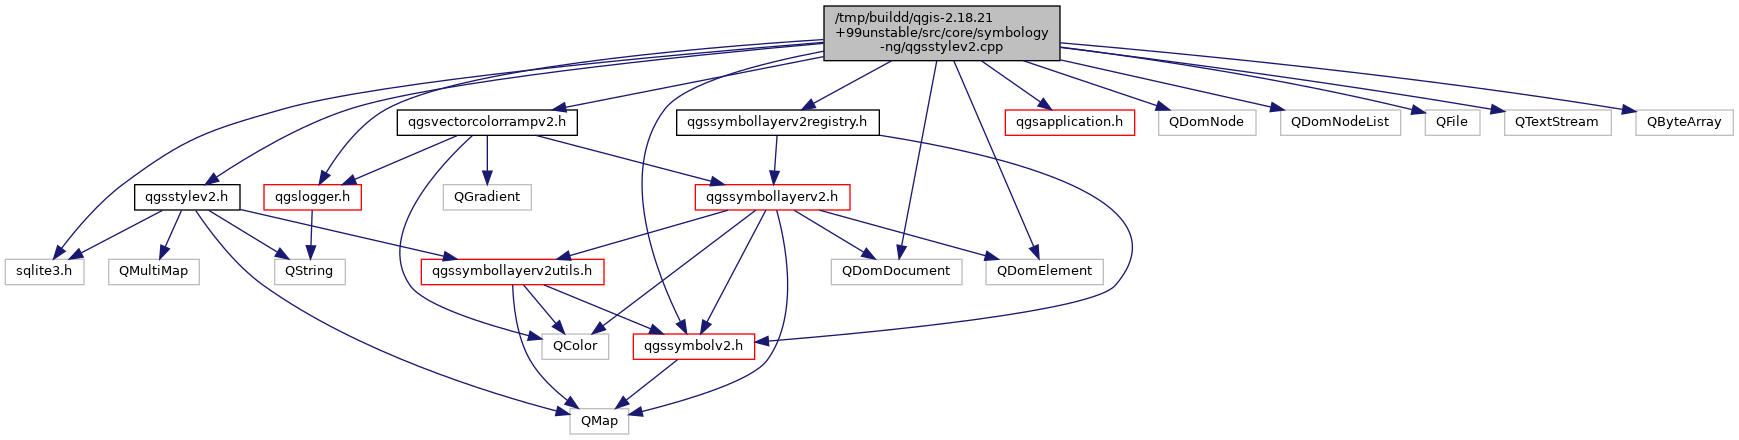 /tmp/buildd/qgis-2.18.21
+99unstable/src/core/symbology
-ng/qgsstylev2.cpp
qgsvectorcolorrampv2.h
qgssymbollayerv2registry.h
qgsapplication.h
QDomNode
QDomNodeList
QFile
QTextStream
QByteArray
qgsstylev2.h
qgslogger.h
QGradient
qgssymbollayerv2.h
sqlite3.h
QMultiMap
QString
qgssymbollayerv2utils.h
QDomDocument
QDomElement
QColor
qgssymbolv2.h
QMap